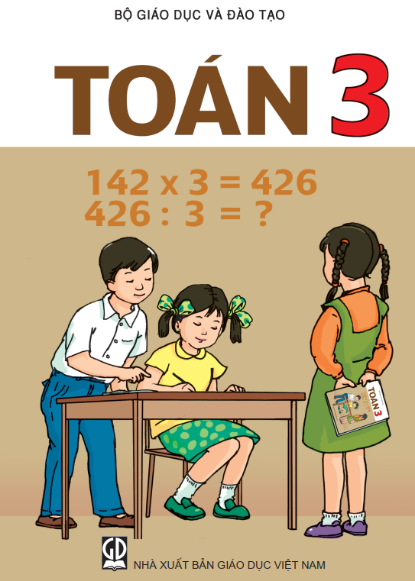 BỘ GIÁO DỤC VÀ ĐÀO TẠO
TOÁN 3
142 x 3 = 426
426 : 3 = ?
TOÁN 3
GD
NHÀ XUẤT BẢN GIÁO DỤC VIỆT NAM